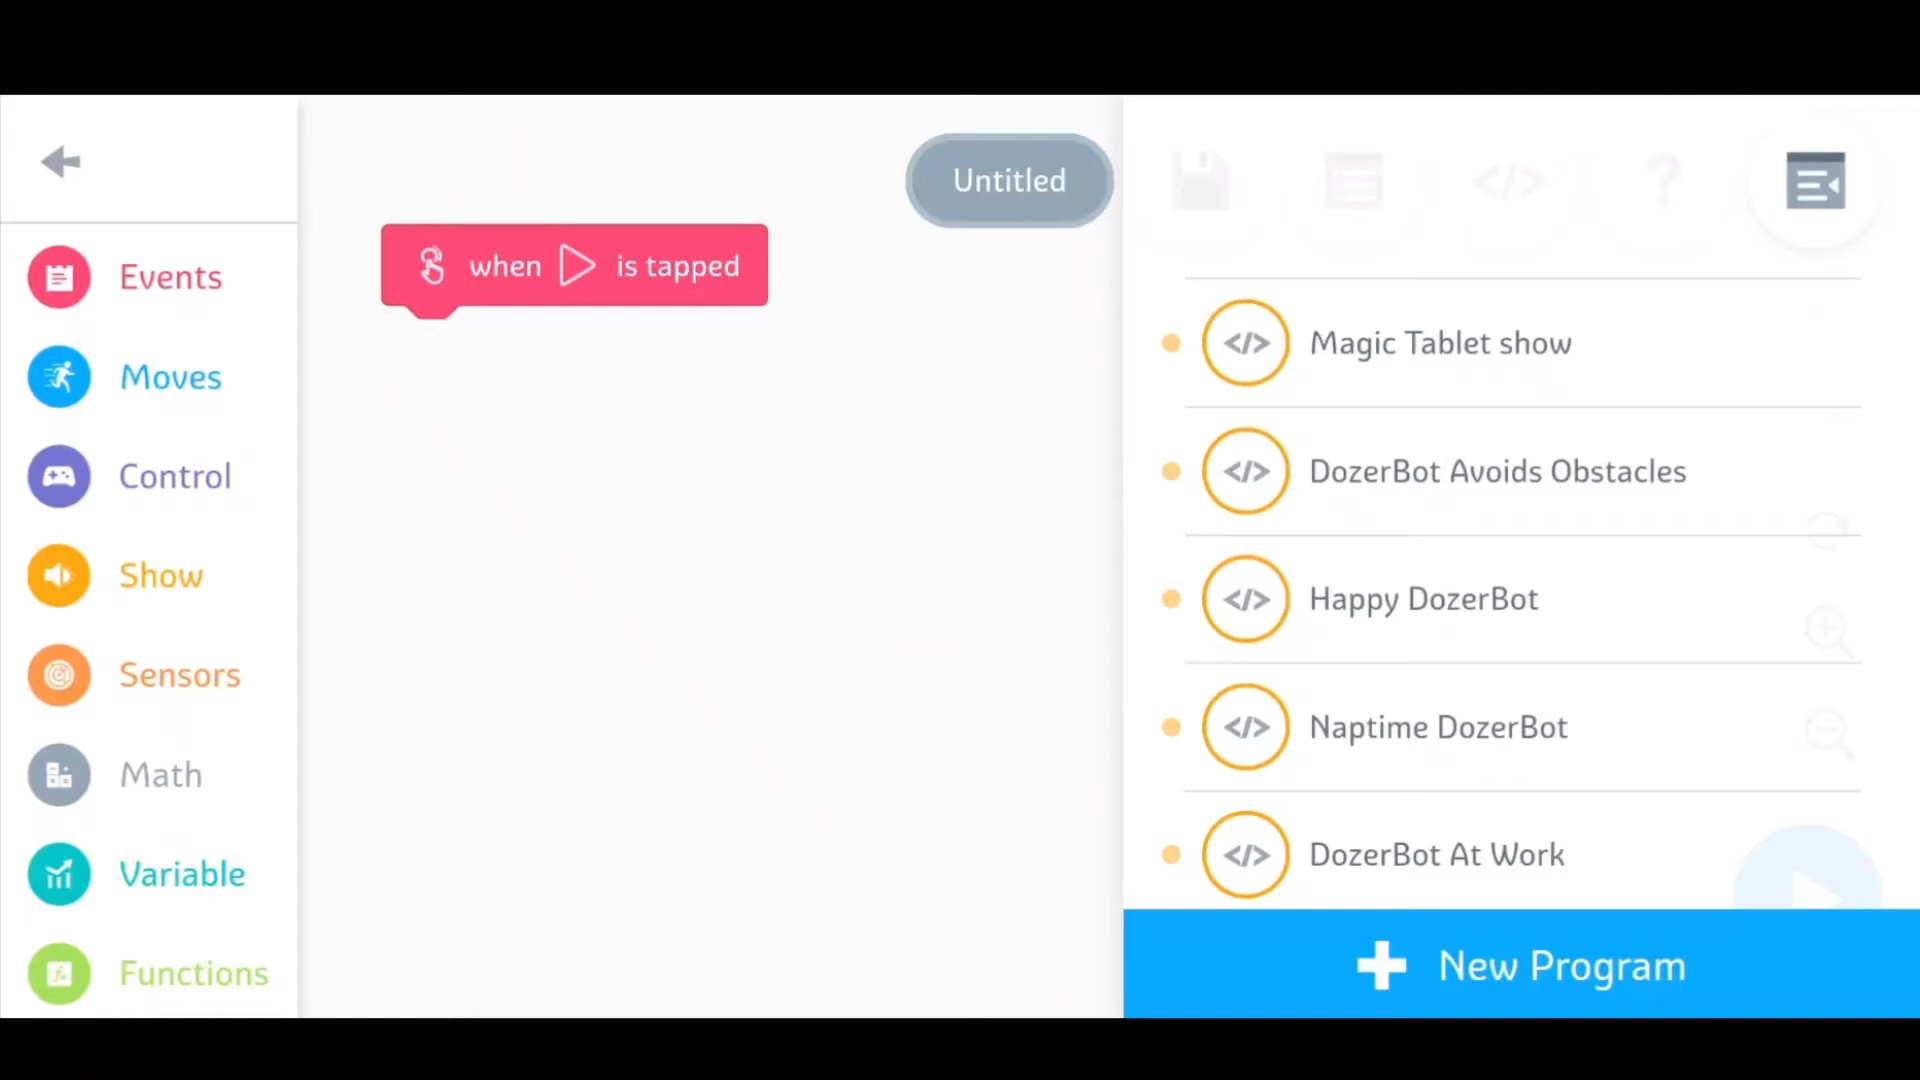 Events
Moves
Control
Show
Sensors
Math
Variable
Functions
when is tapped
Untitled
</>
?
</> Magic Tablet show
</> DozerBot Avoids Obstacles
</> Happy DozerBot
</> Naptime DozerBot
</> DozerBot At Work
New Program